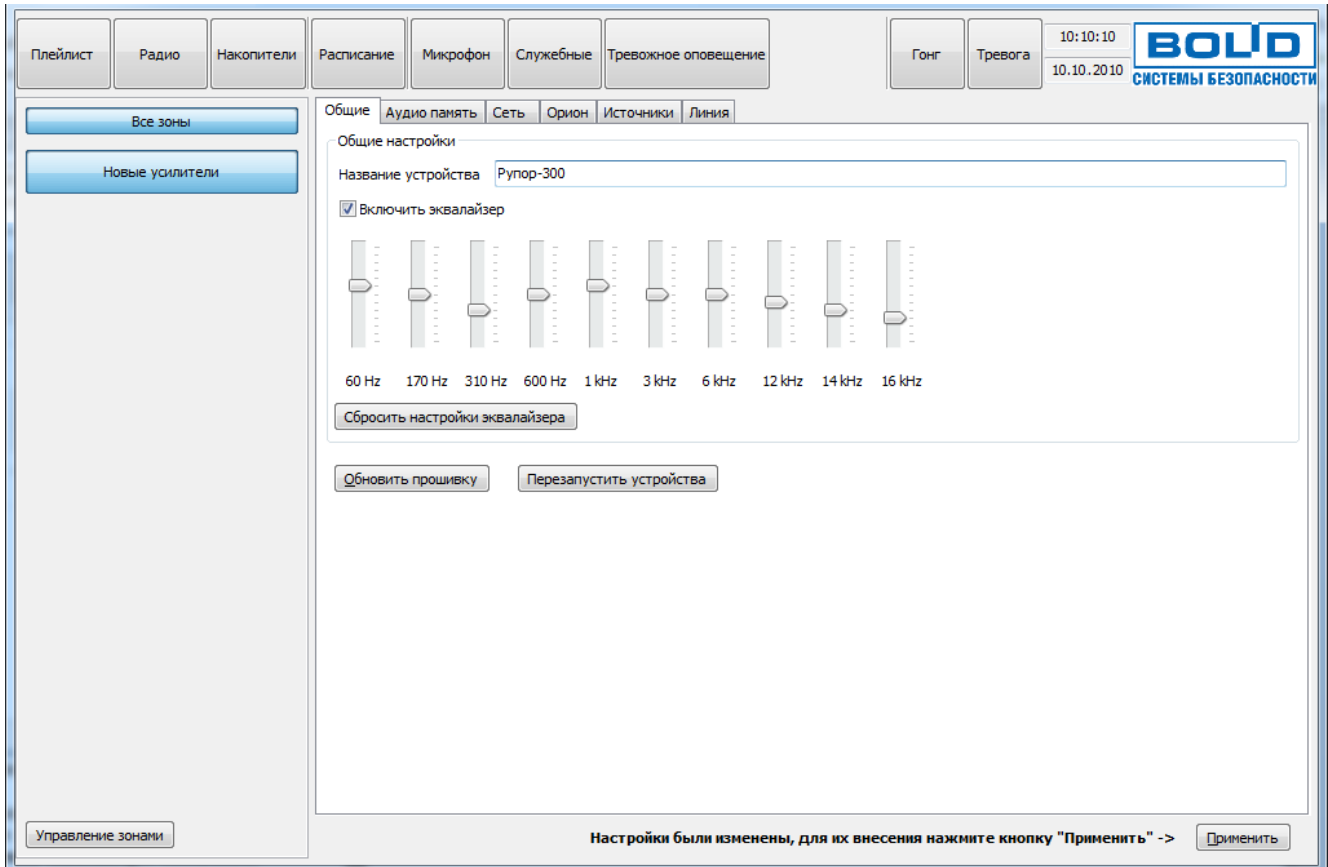 Плейлист Радио Накопители Расписание Микрофон Служебные Тревожное оповещение Гонг Тревога
10:10:10
10.10.2010
BOLID
СИСТЕМЫ БЕЗОПАСНОСТИ
Все зоны
Новые усилители
Общие Аудио память Сеть Орион Источники Линия
Общие настройки
Название устройства Рупор-300
Включить эквалайзер
60 Hz 170 Hz 310 Hz 600 Hz 1 kHz 3 kHz 6 kHz 12 kHz 14 kHz 16 kHz
Сбросить настройки эквалайзера
Обновить прошивку Перезапустить устройства
Управление зонами
Настройки были изменены, для их внесения нажмите кнопку "Применить" -> Применить